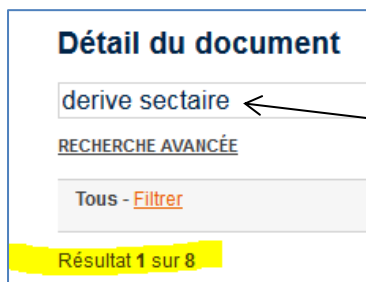 Détail du document
derive sectaire
RECHERCHE AVANCÉE
Tous - Filtrer
Résultat 1 sur 8